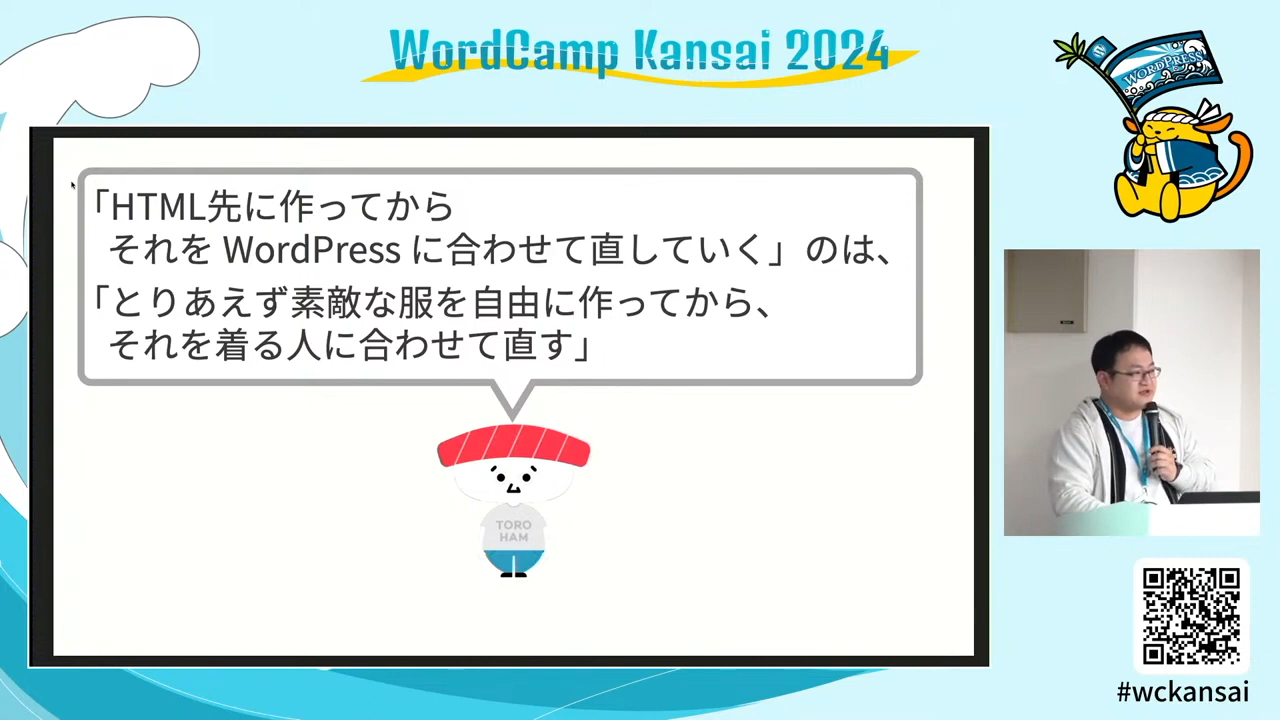 WordCamp Kansai 2024
WORDPRESS
「HTML先に作ってから
それを WordPress に合わせて直していく」のは、
「とりあえず素敵な服を自由に作ってから、
それを着る人に合わせて直す」
TORO
HAM
#wckansai